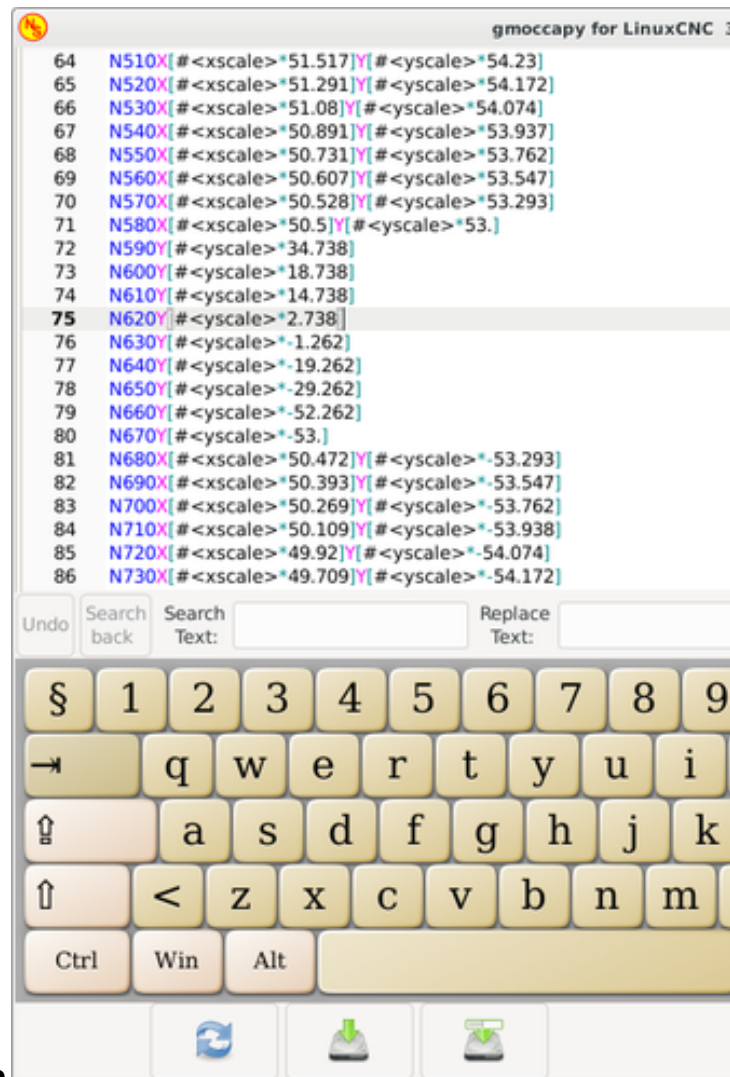 NS
gmoccapy for LinuxCNC
64 N510X[#<xscale>*51.517]Y[#<yscale>*54.23]
65 N520X[#<xscale>*51.291]Y[#<yscale>*54.172]
66 N530X[#<xscale>*51.08]Y[#<yscale>*54.074]
67 N540X[#<xscale>*50.891]Y[#<yscale>*53.937]
68 N550X[#<xscale>*50.731]Y[#<yscale>*53.762]
69 N560X[#<xscale>*50.607]Y[#<yscale>*53.547]
70 N570X[#<xscale>*50.528]Y[#<yscale>*53.293]
71 N580X[#<xscale>*50.5]Y[#<yscale>*53.]
72 N590Y[#<yscale>*34.738]
73 N600Y[#<yscale>*18.738]
74 N610Y[#<yscale>*14.738]
75 N620Y[#<yscale>*2.738]
76 N630Y[#<yscale>*-1.262]
77 N640Y[#<yscale>*-19.262]
78 N650Y[#<yscale>*-29.262]
79 N660Y[#<yscale>*-52.262]
80 N670Y[#<yscale>*-53.]
81 N680X[#<xscale>*50.472]Y[#<yscale>*-53.293]
82 N690X[#<xscale>*50.393]Y[#<yscale>*-53.547]
83 N700X[#<xscale>*50.269]Y[#<yscale>*-53.762]
84 N710X[#<xscale>*50.109]Y[#<yscale>*-53.938]
85 N720X[#<xscale>*49.92]Y[#<yscale>*-54.074]
86 N730X[#<xscale>*49.709]Y[#<yscale>*-54.172]
Undo Search back Search Text: Replace Text:
§ 1 2 3 4 5 6 7 8 9
q w e r t y u i
a s d f g h j k
< z x c v b n m
Ctrl Win Alt